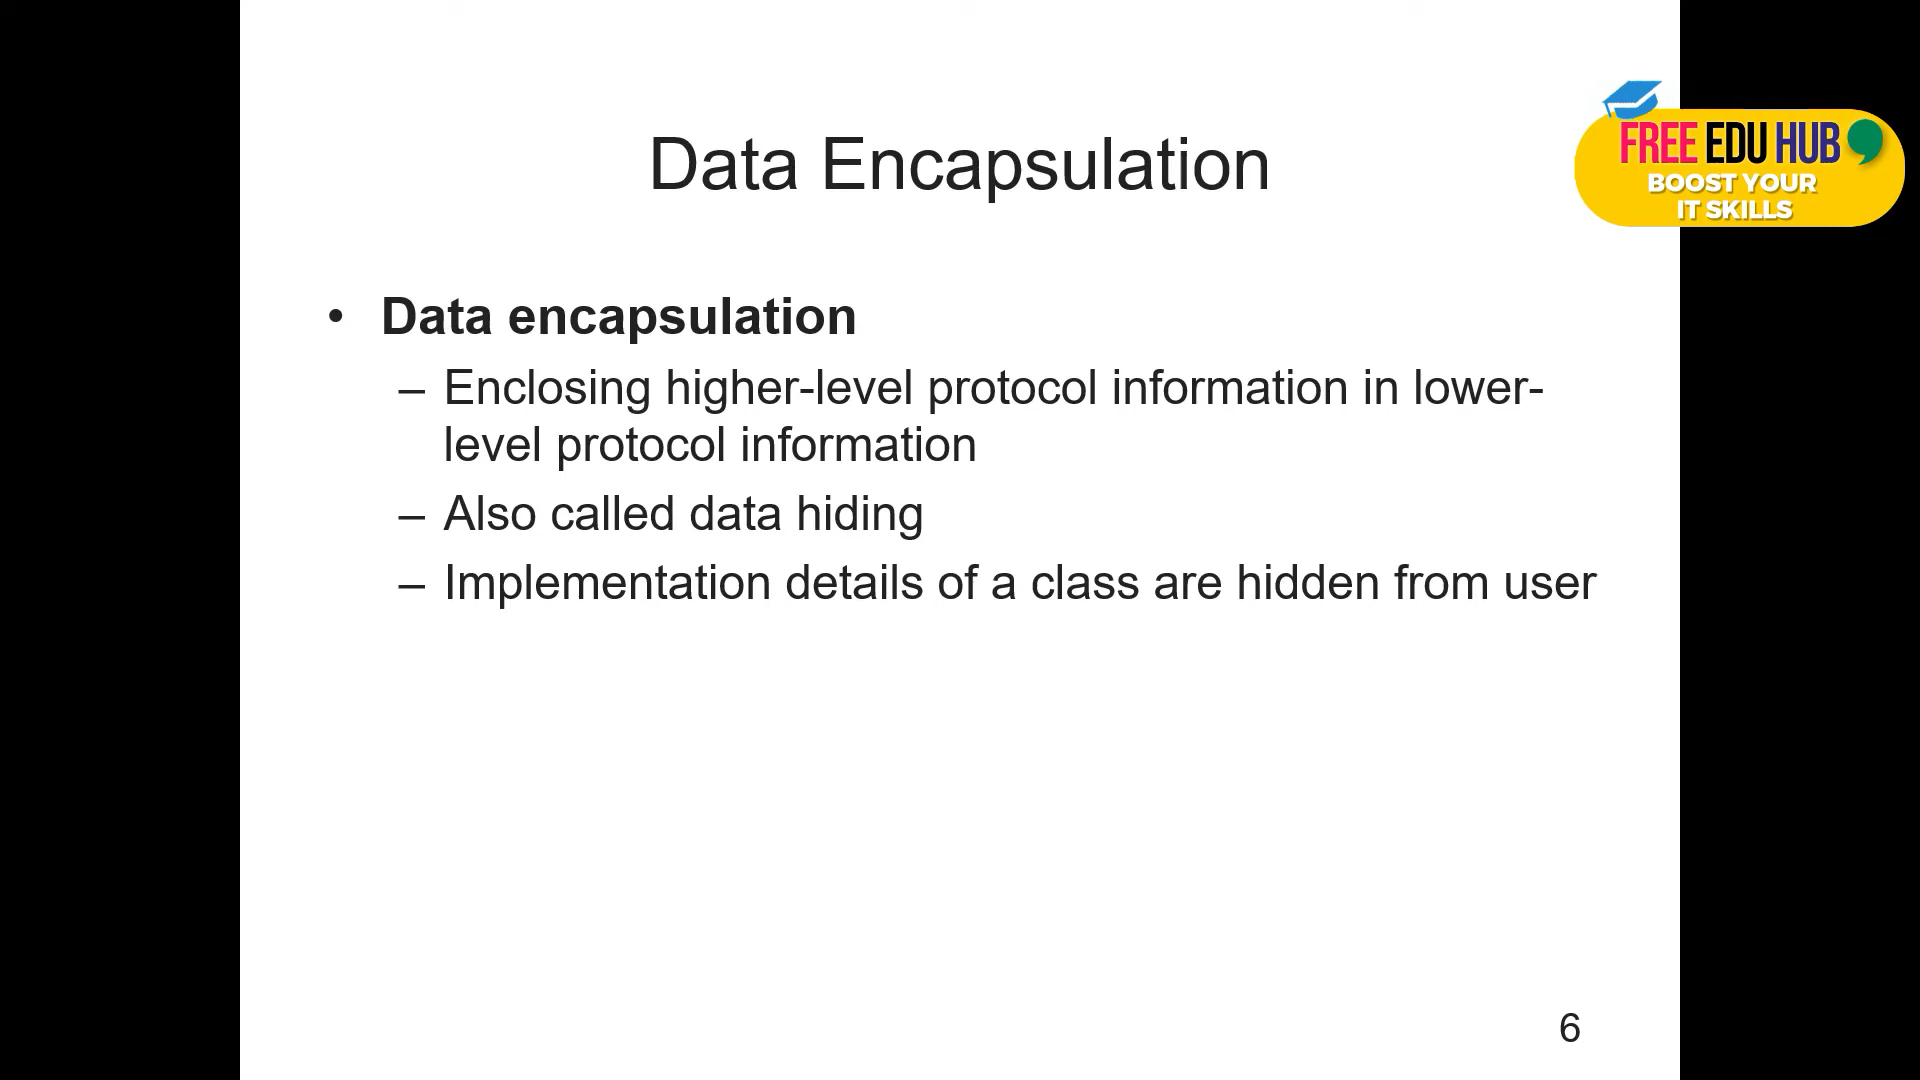 FREE EDU HUB
BOOST YOUR
IT SKILLS
Data Encapsulation
• Data encapsulation
– Enclosing higher-level protocol information in lower-
level protocol information
– Also called data hiding
– Implementation details of a class are hidden from user
6